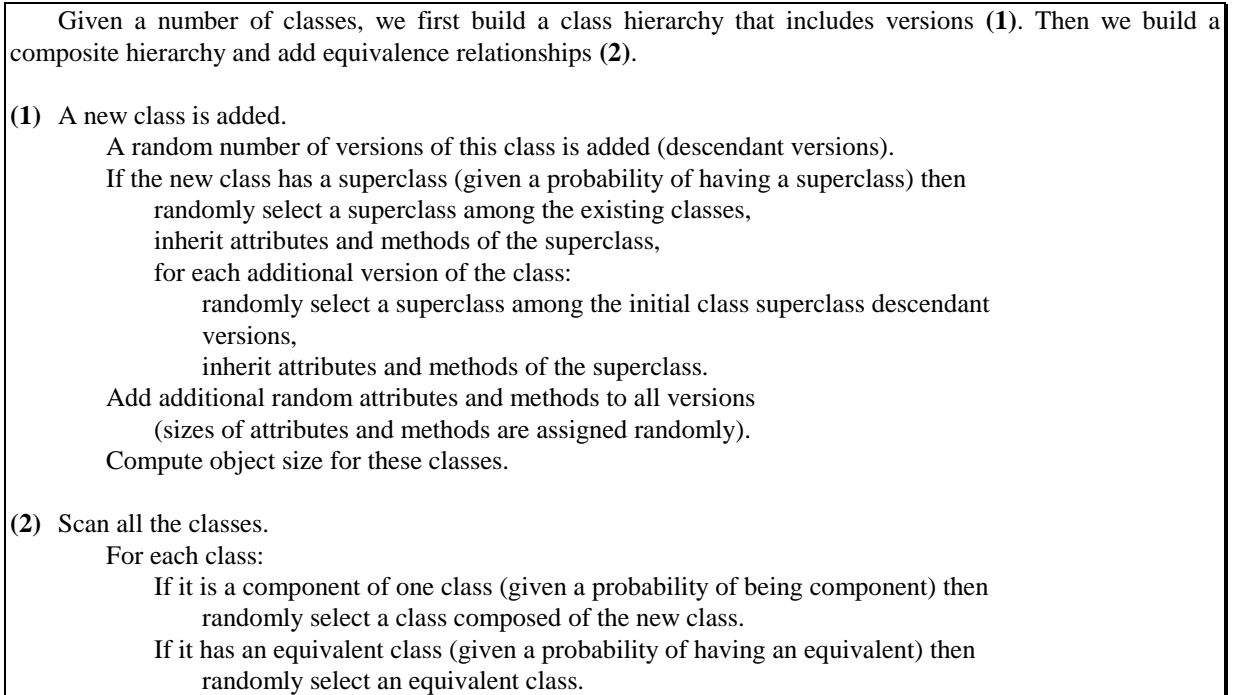 Given a number of classes, we first build a class hierarchy that includes versions (1). Then we build a
composite hierarchy and add equivalence relationships (2).
(1) A new class is added.
A random number of versions of this class is added (descendant versions).
If the new class has a superclass (given a probability of having a superclass) then
randomly select a superclass among the existing classes,
inherit attributes and methods of the superclass,
for each additional version of the class:
randomly select a superclass among the initial class superclass descendant
versions,
inherit attributes and methods of the superclass.
Add additional random attributes and methods to all versions
(sizes of attributes and methods are assigned randomly).
Compute object size for these classes.
(2) Scan all the classes.
For each class:
If it is a component of one class (given a probability of being component) then
randomly select a class composed of the new class.
If it has an equivalent class (given a probability of having an equivalent) then
randomly select an equivalent class.